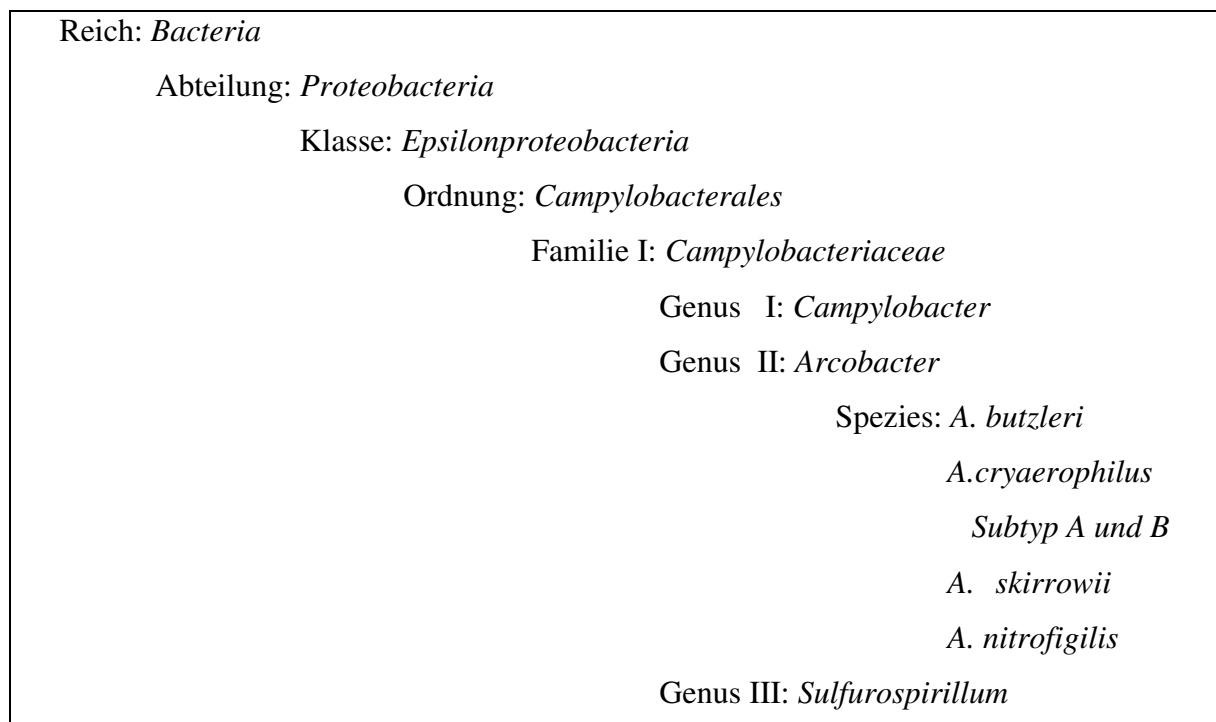 Reich: Bacteria
Abteilung: Proteobacteria
Klasse: Epsilonproteobacteria
Ordnung: Campylobacterales
Familie I: Campylobacteriaceae
Genus I: Campylobacter
Genus II: Arcobacter
Spezies: A. butzleri
A.cryaerophilus
Subtyp A und B
A. skirrowii
A. nitrofigilis
Genus III: Sulfurospirillum